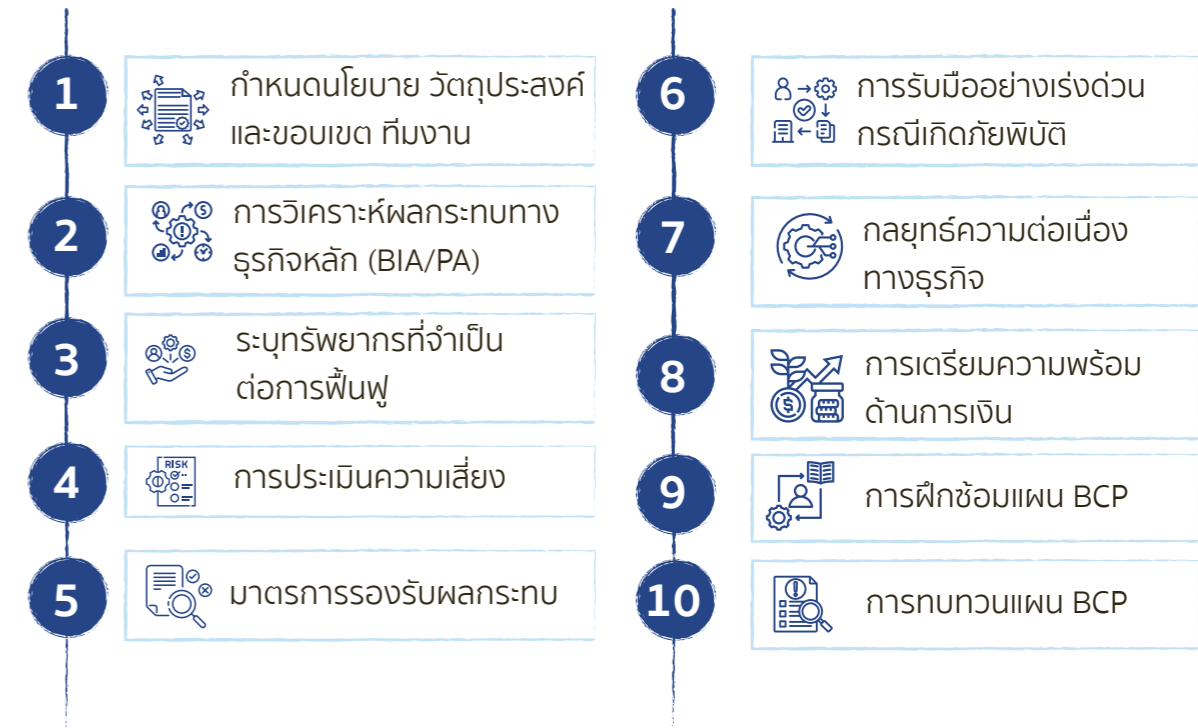 1
กำหนดนโยบาย วัตถุประสงค์
และขอบเขต ทีมงาน
2
การวิเคราะห์ผลกระทบทาง
ธุรกิจหลัก (BIA/PA)
3
ระบุทรัพยากรที่จำเป็น
ต่อการฟื้นฟู
4
RISK
การประเมินความเสี่ยง
5
มาตรการรองรับผลกระทบ
6
การรับมืออย่างเร่งด่วน
กรณีเกิดภัยพิบัติ
7
กลยุทธ์ความต่อเนื่อง
ทางธุรกิจ
8
การเตรียมความพร้อม
ด้านการเงิน
9
การฝึกซ้อมแผน BCP
10
การทบทวนแผน BCP